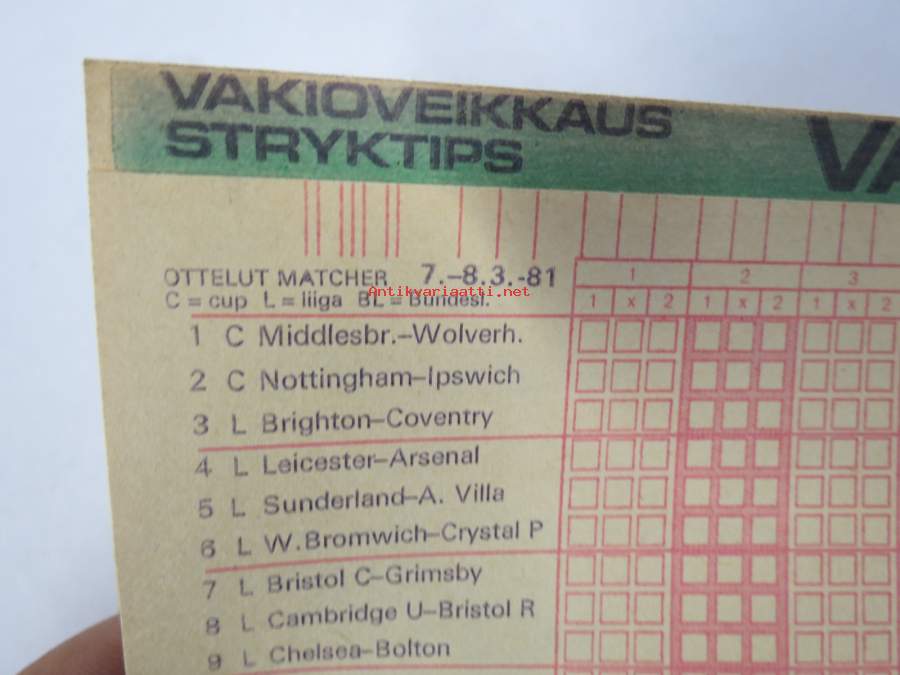 VAKIOVEIKKAUS
STRYKTIPS
OTTELUT MATCHER 7.–8.3.-81
Antikvariaatti.net
C = cup L = liiga BL = Bundesl.
1 2 3
1 x 2 1 x 2 1 x 2
1 C Middlesbr.–Wolverh.
2 C Nottingham–Ipswich
3 L Brighton–Coventry
4 L Leicester–Arsenal
5 L Sunderland–A. Villa
6 L W.Bromwich–Crystal P
7 L Bristol C–Grimsby
8 L Cambridge U–Bristol R
9 L Chelsea–Bolton